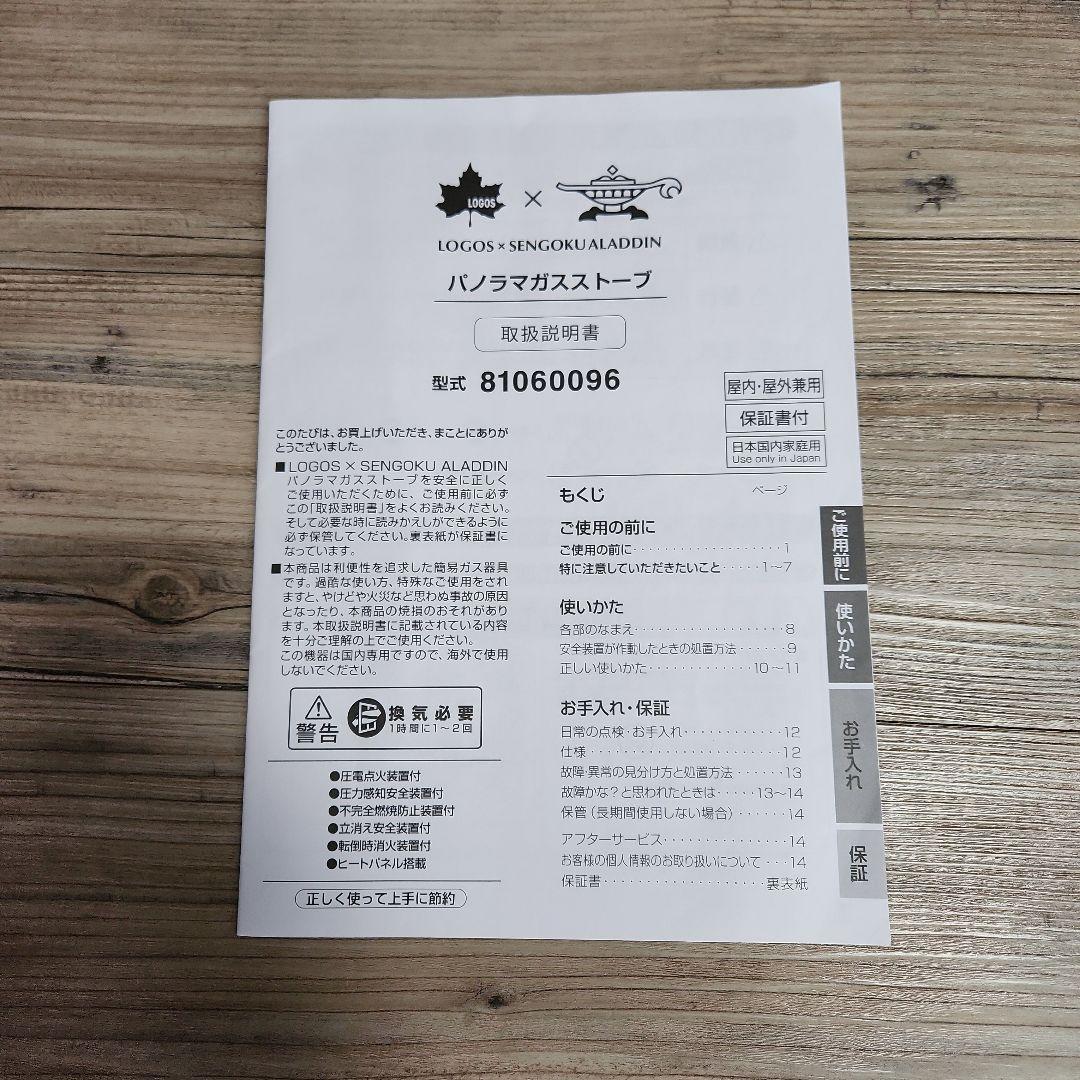 LOGOS
×
LOGOS×SENGOKU ALADDIN
パノラマガスストーブ
取扱説明書
型式 81060096
屋内・屋外兼用
保証書付
日本国内家庭用
Use only in Japan
このたびは、お買上げいただき、まことにありが
とうございました。
■LOGOS × SENGOKU ALADDIN
パノラマガスストーブを安全に正しく
ご使用いただくために、ご使用前に必ず
この「取扱説明書」をよくお読みください。
そして必要な時に読みかえしができるように
必ず保管してください。裏表紙が保証書に
なっています。
■本商品は利便性を追求した簡易ガス器具
です。過酷な使い方、特殊なご使用をされ
ますと、やけどや火災など思わぬ事故の原因
となったり、本商品の焼損のおそれがあり
ます。本取扱説明書に記載されている内容
を十分ご理解の上でご使用ください。
この機器は国内専用ですので、海外で使用
しないでください。
警告
換気必要
1時間に1～2回
●圧電点火装置付
●圧力感知安全装置付
●不完全燃焼防止装置付
●立消え安全装置付
●転倒時消火装置付
●ヒートパネル搭載
正しく使って上手に節約
もくじ ページ
ご使用の前に
ご使用の前に・・・・・・・・・・・・・・・・・・・1
特に注意していただきたいこと・・・・・1～7
使いかた
各部のなまえ・・・・・・・・・・・・・・・・・・・8
安全装置が作動したときの処置方法・・・・・・9
正しい使いかた・・・・・・・・・・・・・10～11
お手入れ・保証
日常の点検・お手入れ・・・・・・・・・・・・・12
仕様・・・・・・・・・・・・・・・・・・・・・・・12
故障・異常の見分け方と処置方法・・・・・・13
故障かな?と思われたときは・・・・・13～14
保管(長期間使用しない場合)・・・・・・14
アフターサービス・・・・・・・・・・・・・・・14
お客様の個人情報のお取り扱いについて・・・14
保証書・・・・・・・・・・・・・・・・・・・・裏表紙
ご使用前に
使いかた
お手入れ
保証